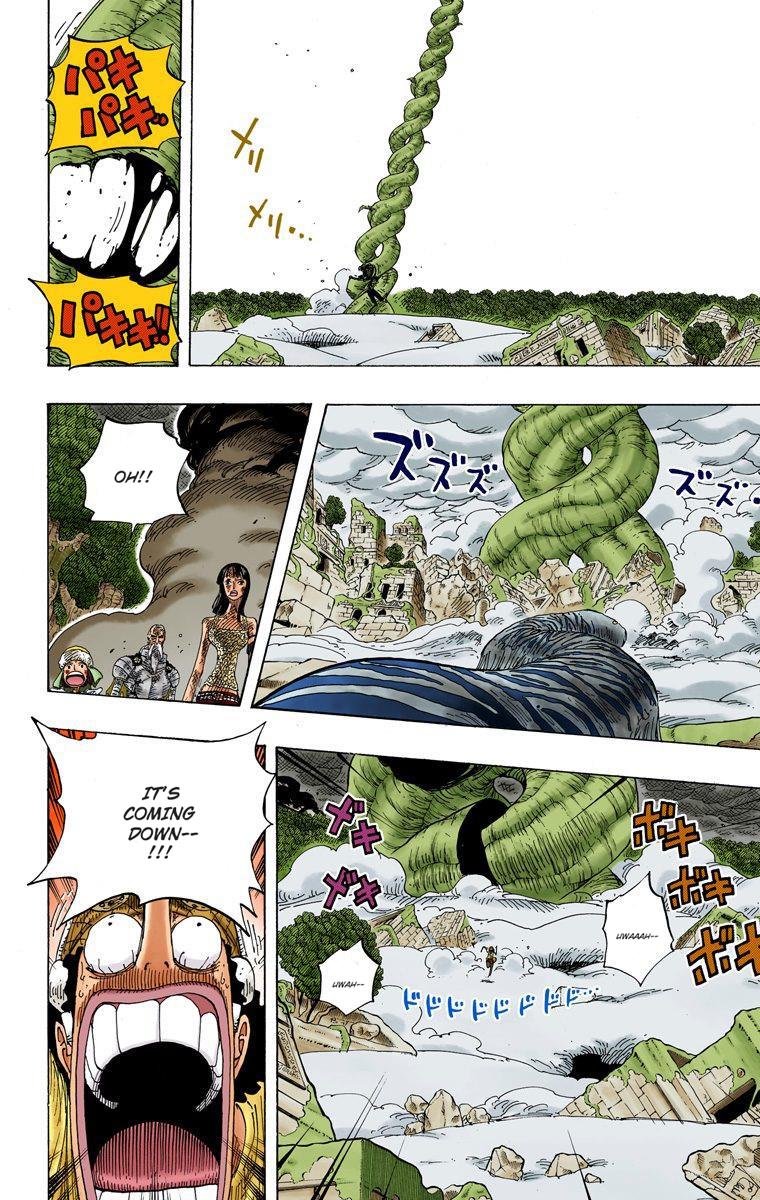 メリ
メリ…
パキ
パキ…
パキキ!!
ズズズズ
ズズ…
OH!!
ボキ
ボキ
ボキ
メキ
メキ
UWAAAH--
UWAH--
ドドドドドドドド…
IT'S
COMING
DOWN--
!!!